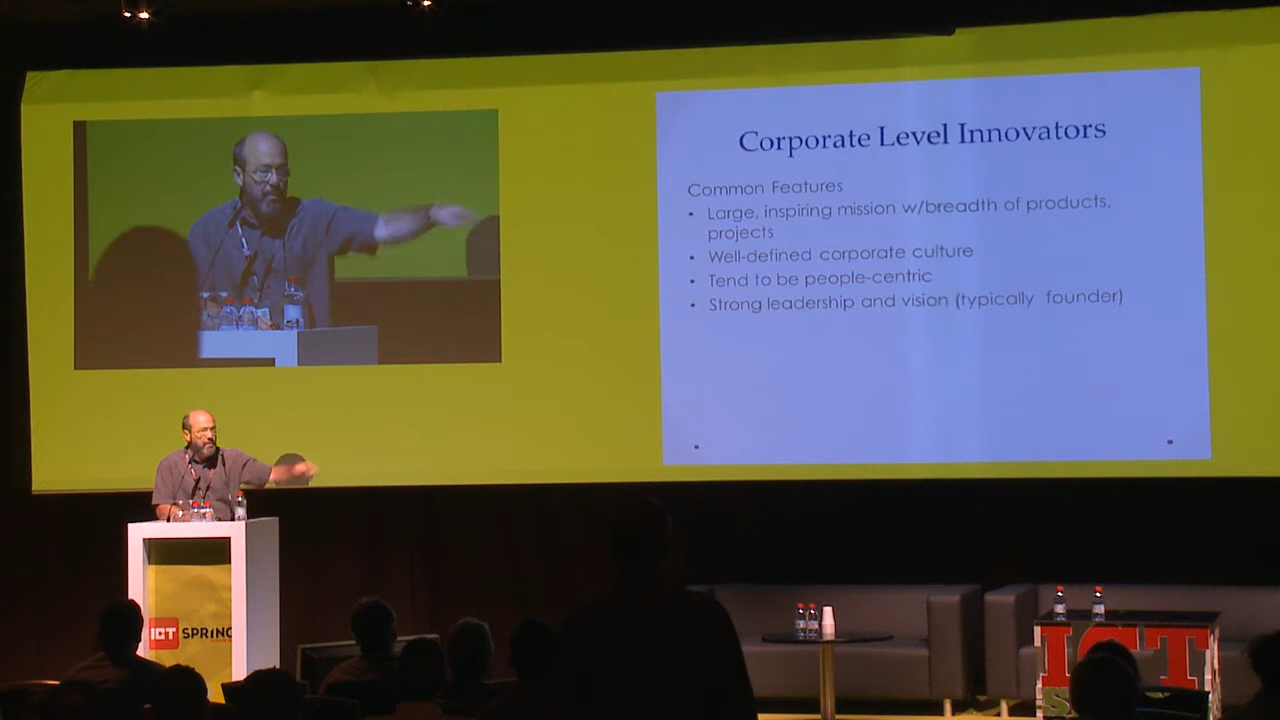 Corporate Level Innovators
Common Features
• Large, inspiring mission w/breadth of products,
projects
• Well-defined corporate culture
• Tend to be people-centric
• Strong leadership and vision (typically founder)
ICT SPRING
ICT